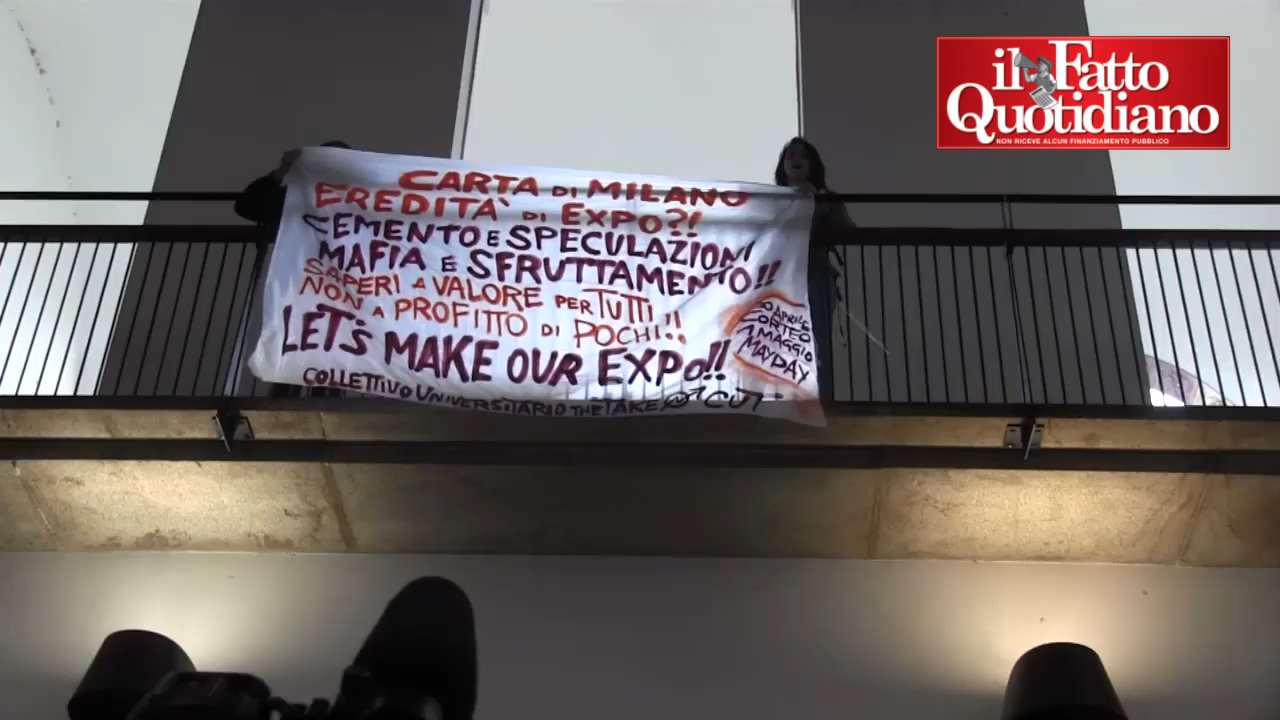 CARTA DI MILANO
EREDITÀ DI EXPO?!
CEMENTO E SPECULAZIONI
MAFIA E SFRUTTAMENTO!!
SAPERI A VALORE PER TUTTI
NON A PROFITTO DI POCHI!!
LET'S MAKE OUR EXPO!!
COLLETTIVO UNIVERSITARIO THE TAKE CUT
30 APRILE
CORTEO
1 MAGGIO
MAYDAY
il Fatto
Quotidiano
NON RICEVE ALCUN FINANZIAMENTO PUBBLICO